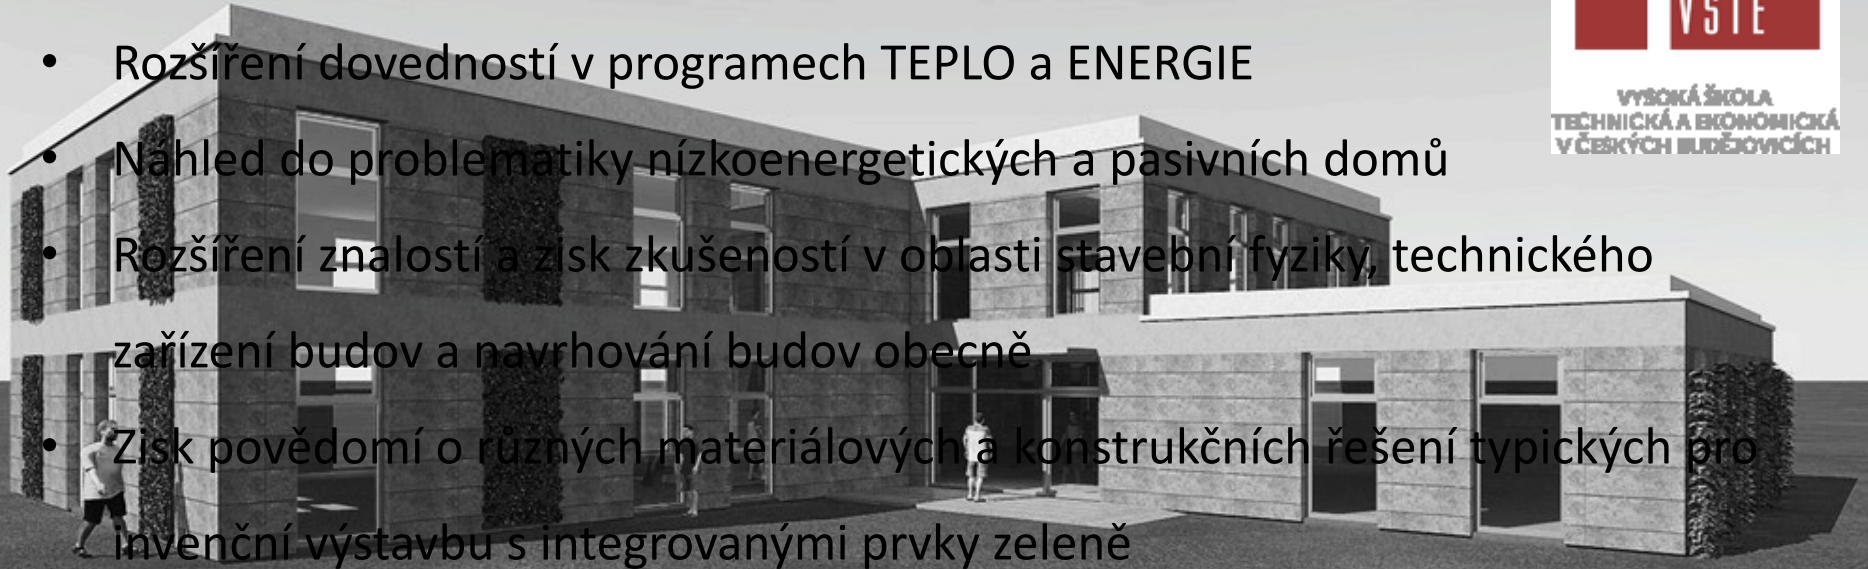 • Rozšíření dovedností v programech TEPLO a ENERGIE
• Náhled do problematiky nízkoenergetických a pasivních domů
• Rozšíření znalostí a zisk zkušeností v oblasti stavební fyziky, technického
zařízení budov a navrhování budov obecně
• Zisk povědomí o různých materiálových a konstrukčních řešení typických pro
invenční výstavbu s integrovanými prvky zeleně
VŠTE
VYSOKÁ ŠKOLA
TECHNICKÁ A EKONOMICKÁ
V ČESKÝCH BUDĚJOVICÍCH